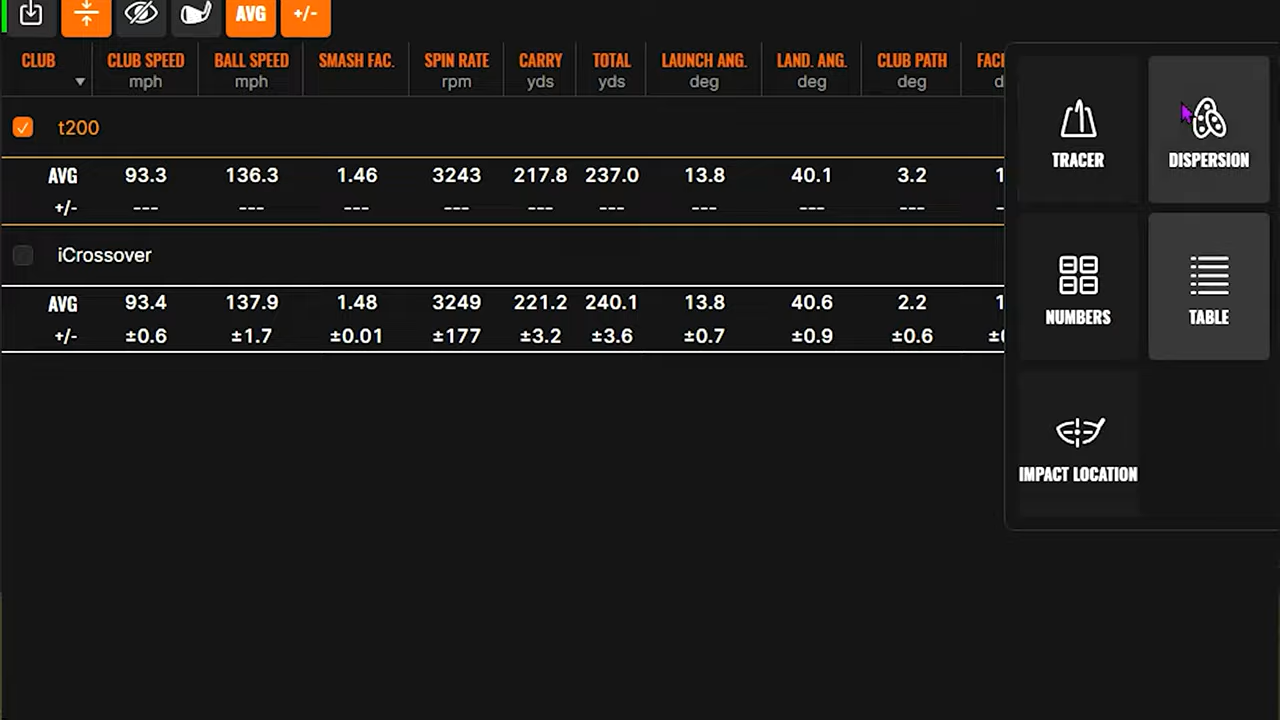 AVG +/-
CLUB CLUB SPEED BALL SPEED SMASH FAC. SPIN RATE CARRY TOTAL LAUNCH ANG. LAND. ANG. CLUB PATH
mph mph rpm yds yds deg deg deg
t200
AVG 93.3 136.3 1.46 3243 217.8 237.0 13.8 40.1 3.2
+/- --- --- --- --- --- --- --- --- ---
iCrossover
AVG 93.4 137.9 1.48 3249 221.2 240.1 13.8 40.6 2.2
+/- ±0.6 ±1.7 ±0.01 ±177 ±3.2 ±3.6 ±0.7 ±0.9 ±0.6
TRACER
DISPERSION
NUMBERS
TABLE
IMPACT LOCATION